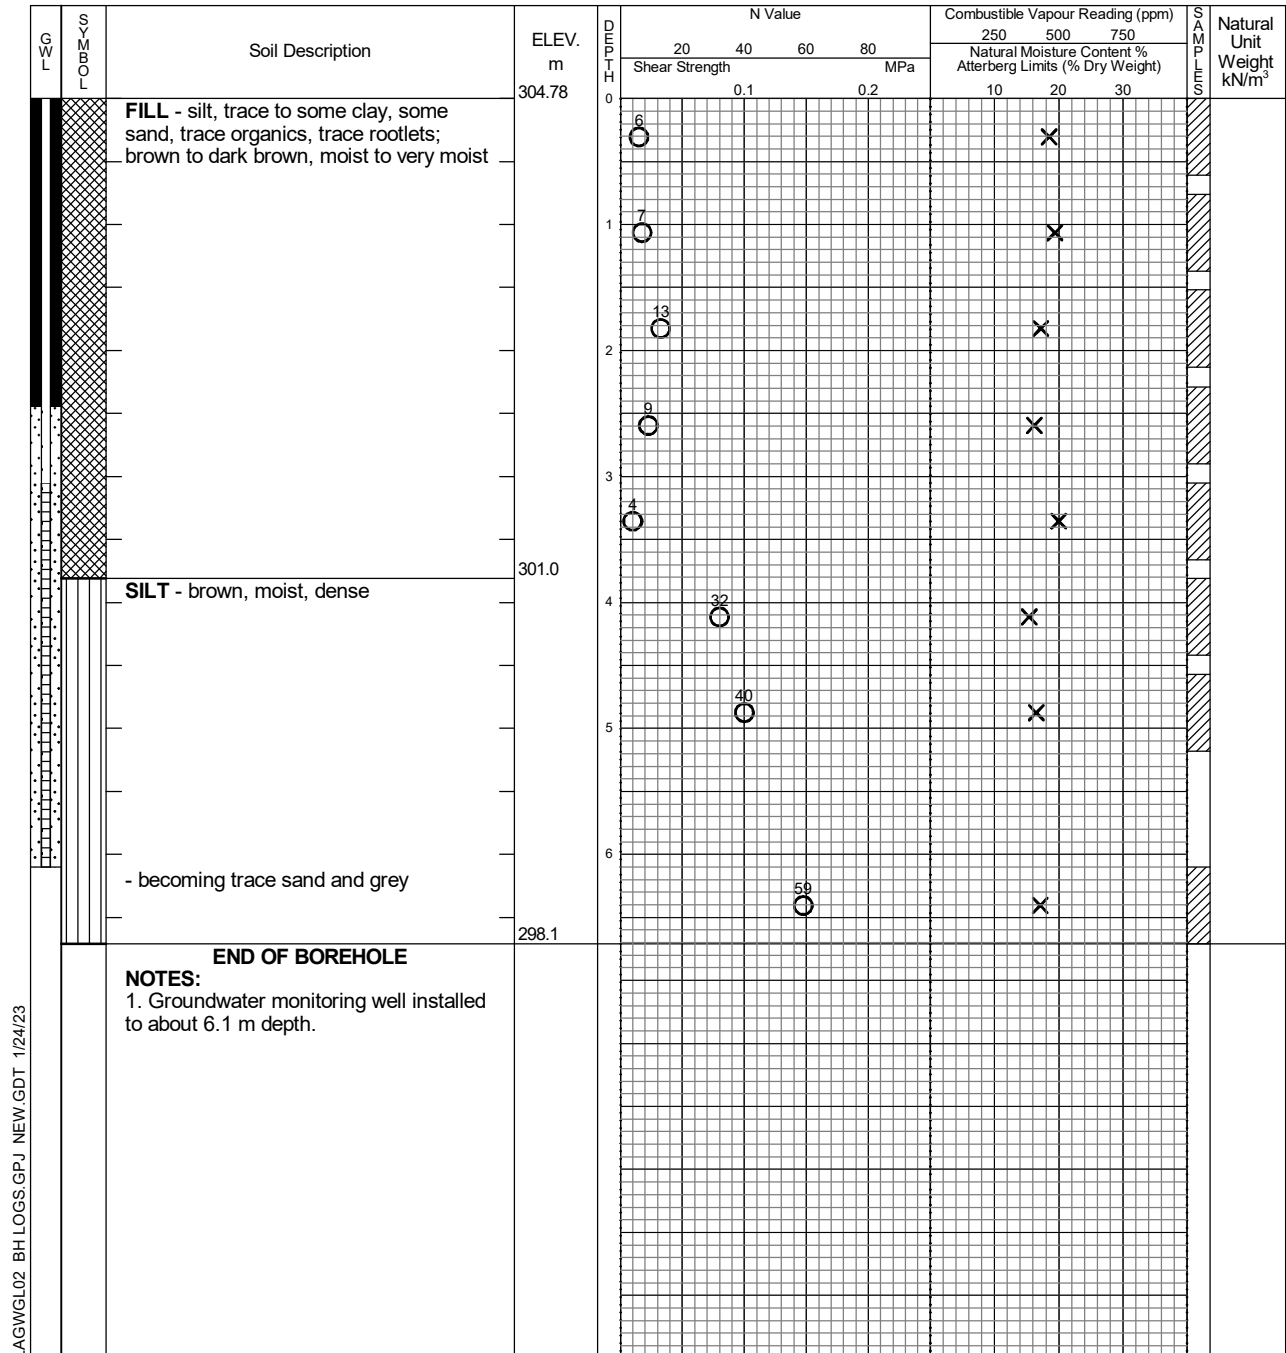 GWL
SYMBOL
Soil Description
ELEV.
m
304.78
DEPTH
N Value
20 40 60 80
Shear Strength MPa
0.1 0.2
Combustible Vapour Reading (ppm)
250 500 750
Natural Moisture Content %
Atterberg Limits (% Dry Weight)
10 20 30
SAMPLES
Natural
Unit
Weight
kN/m³
0
FILL - silt, trace to some clay, some
sand, trace organics, trace rootlets;
brown to dark brown, moist to very moist
6
7
1
13
2
9
3
4
301.0
SILT - brown, moist, dense
4
32
40
5
6
- becoming trace sand and grey
59
298.1
END OF BOREHOLE
NOTES:
1. Groundwater monitoring well installed
to about 6.1 m depth.
AGWGL02 BH LOGS.GPJ NEW.GDT 1/24/23